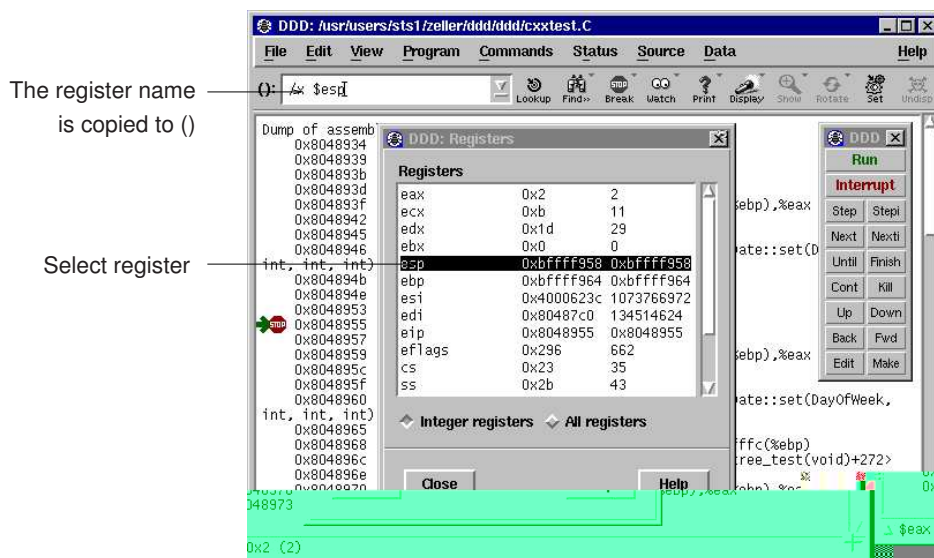 DDD: /usr/users/sts1/zeller/ddd/ddd/cxxtest.C
File Edit View Program Commands Status Source Data Help
The register name
is copied to ()
(): /x $esp
Lookup Find» Break Watch Print Display Show Rotate Set Undisp
Dump of assemb
0x8048934
0x8048939
0x804893b
0x804893d
0x804893f
0x8048942
0x8048945
0x8048946
int, int, int)
0x804894b
0x804894e
0x8048953
STOP
0x8048955
0x8048957
0x8048959
0x804895c
0x804895f
0x8048960
int, int, int)
0x8048965
0x8048968
0x804896c
0x804896e
0x8048970
Select register
DDD: Registers
Registers
eax 0x2 2
ecx 0xb 11
edx 0x1d 29
ebx 0x0 0
esp 0xbffff958 0xbffff958
ebp 0xbffff964 0xbffff964
esi 0x4000623c 1073766972
edi 0x80487c0 134514624
eip 0x8048955 0x8048955
eflags 0x296 662
cs 0x23 35
ss 0x2b 43
Integer registers All registers
Close Help
(%ebp),%eax
ate::set(D
(%ebp),%eax
ate::set(DayOfWeek,
fffc(%ebp)
tree_test(void)+272>
DDD
Run
Interrupt
Step Stepi
Next Nexti
Until Finish
Cont Kill
Up Down
Back Fwd
Edit Make
048973
$eax
0x2 (2)